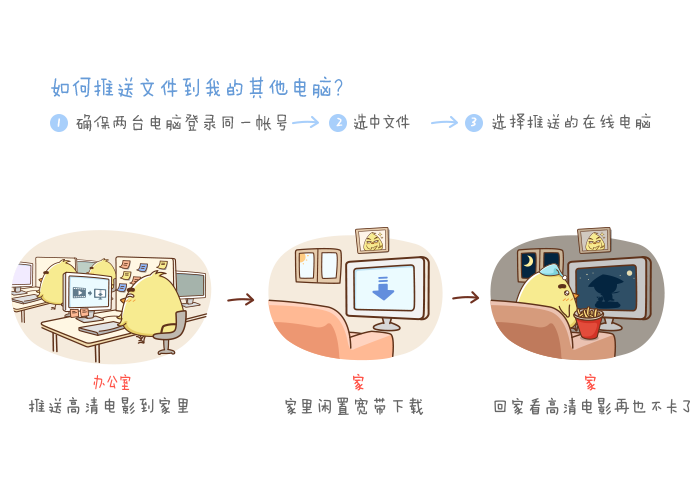 如何推送文件到我的其他电脑?
1 确保两台电脑登录同一帐号 2 选中文件 3 选择推送的在线电脑
办公室 家 家
推送高清电影到家里 家里闲置宽带下载 回家看高清电影再也不卡了